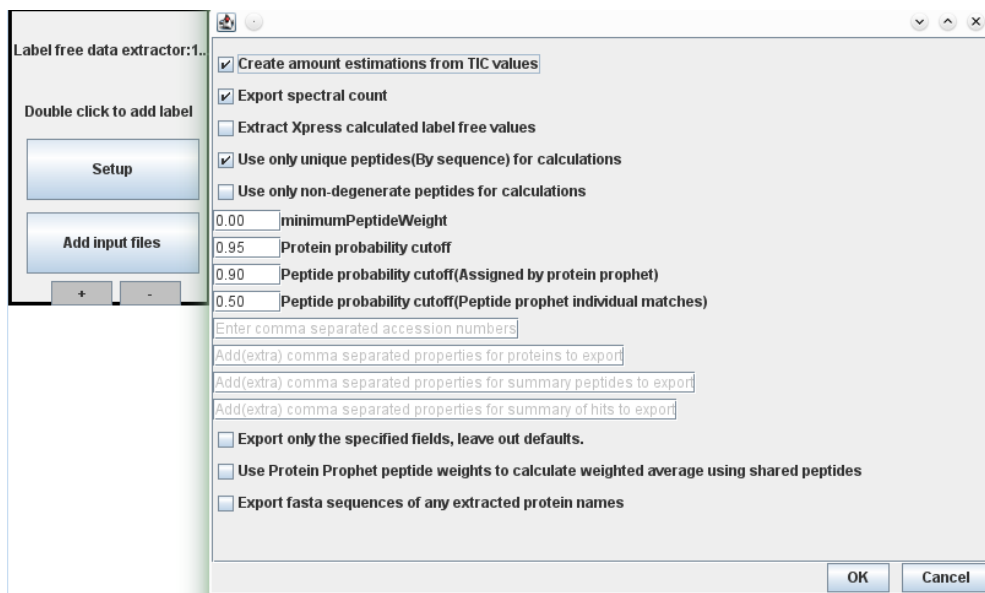 Label free data extractor:1..
Double click to add label
Setup
Add input files
+ -
Create amount estimations from TIC values
Export spectral count
Extract Xpress calculated label free values
Use only unique peptides(By sequence) for calculations
Use only non-degenerate peptides for calculations
0.00 minimumPeptideWeight
0.95 Protein probability cutoff
0.90 Peptide probability cutoff(Assigned by protein prophet)
0.50 Peptide probability cutoff(Peptide prophet individual matches)
Enter comma separated accession numbers
Add(extra) comma separated properties for proteins to export
Add(extra) comma separated properties for summary peptides to export
Add(extra) comma separated properties for summary of hits to export
Export only the specified fields, leave out defaults.
Use Protein Prophet peptide weights to calculate weighted average using shared peptides
Export fasta sequences of any extracted protein names
OK Cancel